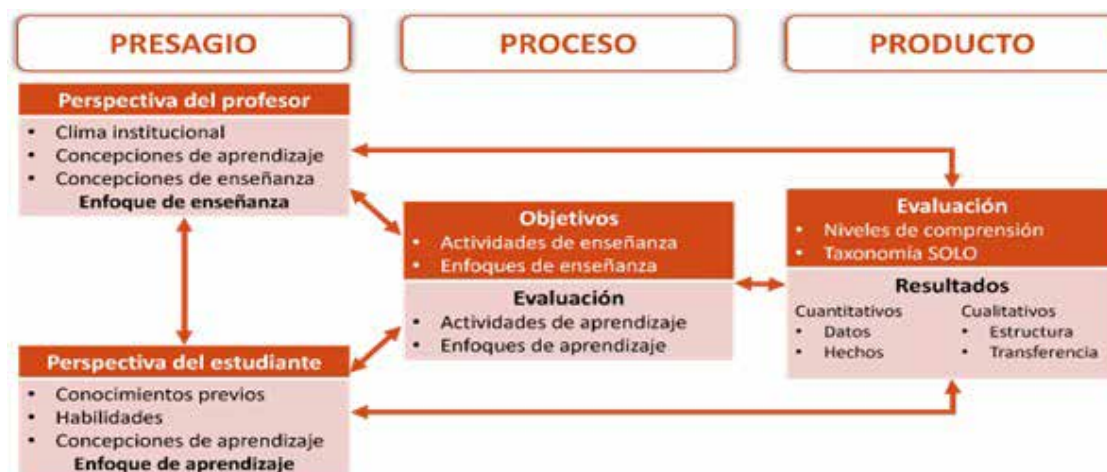 PRESAGIO
PROCESO
PRODUCTO
Perspectiva del profesor
• Clima institucional
• Concepciones de aprendizaje
• Concepciones de enseñanza
Enfoque de enseñanza
Objetivos
• Actividades de enseñanza
• Enfoques de enseñanza
Evaluación
• Actividades de aprendizaje
• Enfoques de aprendizaje
Evaluación
• Niveles de comprensión
• Taxonomía SOLO
Resultados
Cuantitativos
• Datos
• Hechos
Cualitativos
• Estructura
• Transferencia
Perspectiva del estudiante
• Conocimientos previos
• Habilidades
• Concepciones de aprendizaje
Enfoque de aprendizaje